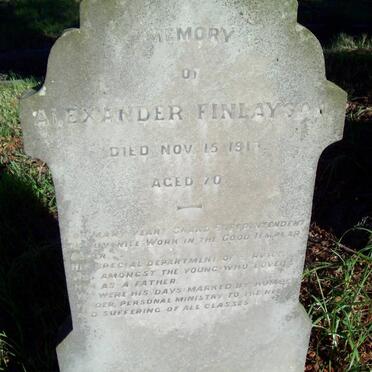 MEMORY
OF
ALEXANDER FINLAYSON
DIED NOV. 15 191
AGED 70
MANY YEARS GRAND SUPERINTENDENT
JUVENILE WORK IN THE GOOD TEMPLAR
SPECIAL DEPARTMENT OF SERVICE
AMONGST THE YOUNG WHO LOVED
AS A FATHER
WERE HIS DAYS MARKED BY
PERSONAL MINISTRY TO THE
SUFFERING OF ALL CLASSES